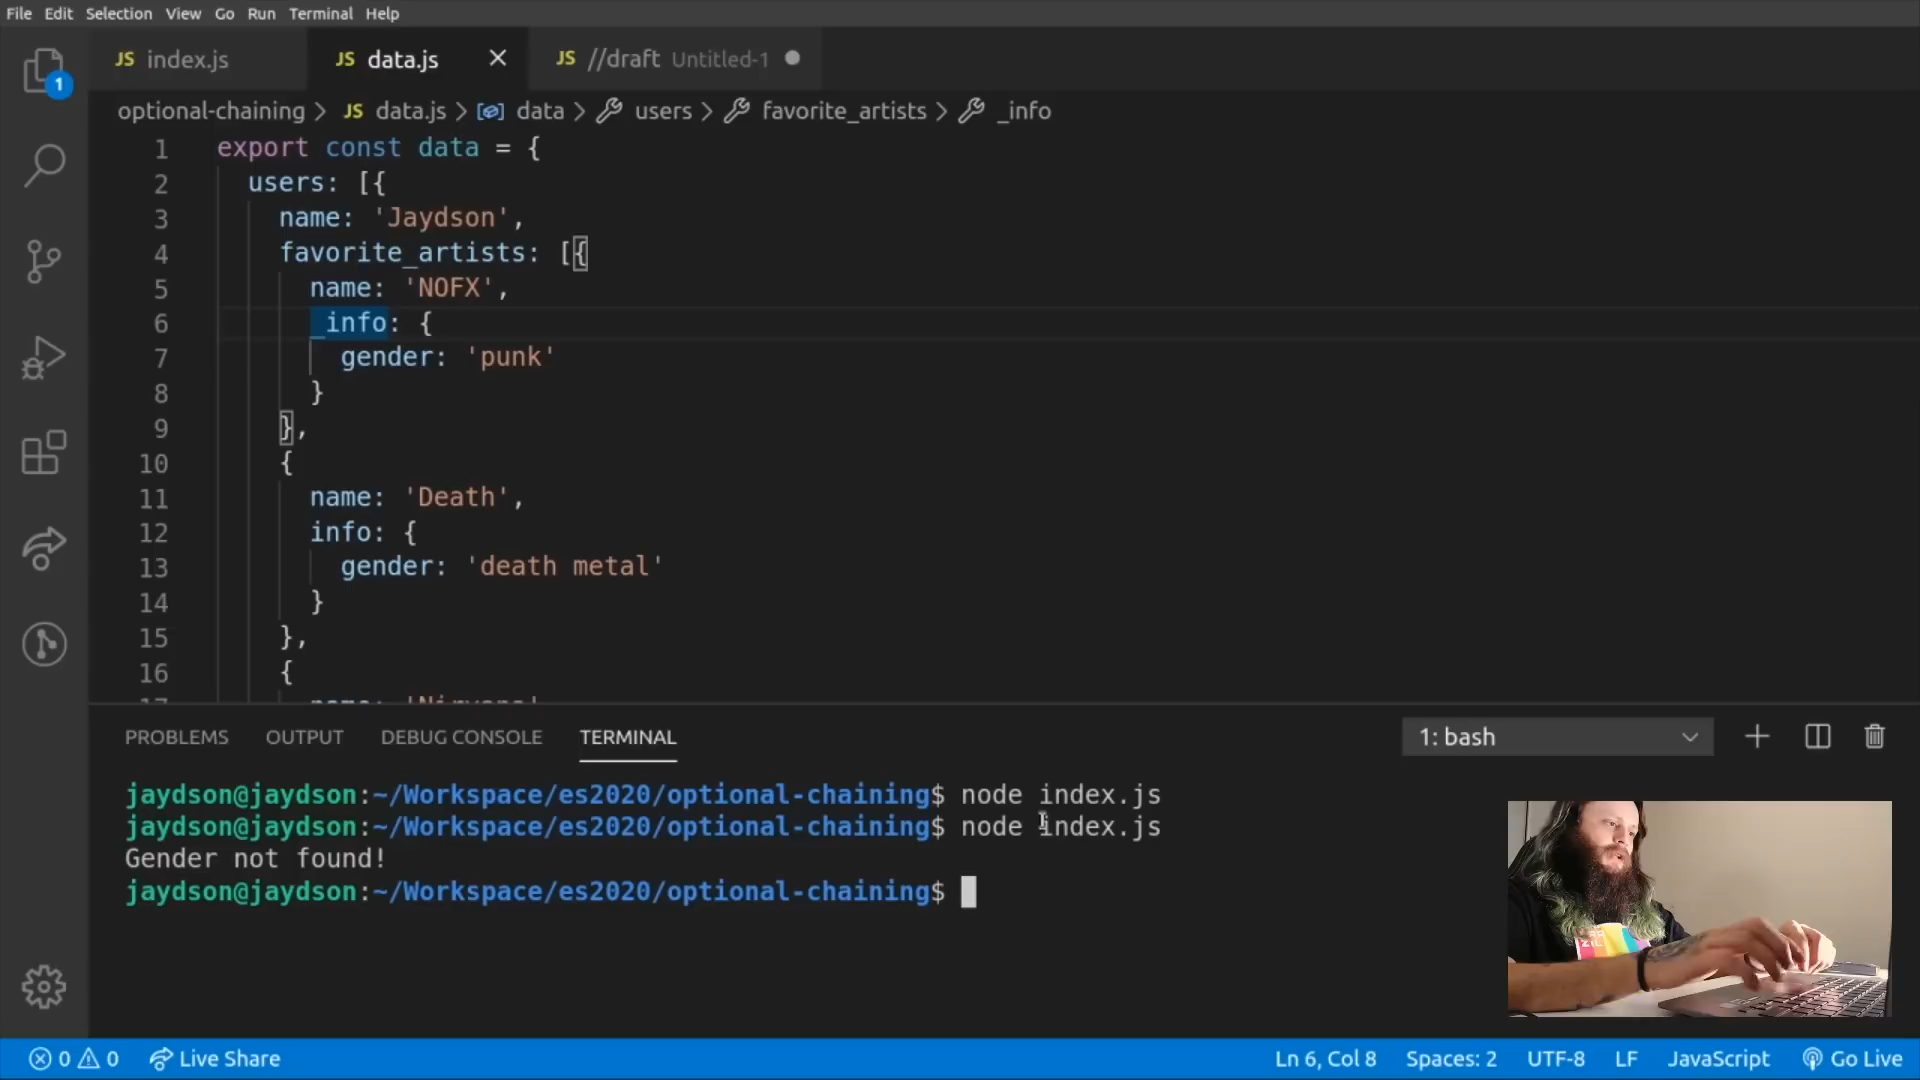 File Edit Selection View Go Run Terminal Help
JS index.js JS data.js JS //draft Untitled-1
1
optional-chaining > JS data.js > data > users > favorite_artists > _info
1 export const data = {
2 users: [{
3 name: 'Jaydson',
4 favorite_artists: [{
5 name: 'NOFX',
6 _info: {
7 gender: 'punk'
8 }
9 },
10 {
11 name: 'Death',
12 info: {
13 gender: 'death metal'
14 }
15 },
16 {
17 name: 'Nirvana'
PROBLEMS OUTPUT DEBUG CONSOLE TERMINAL 1: bash
jaydson@jaydson:~/Workspace/es2020/optional-chaining$ node index.js
jaydson@jaydson:~/Workspace/es2020/optional-chaining$ node index.js
Gender not found!
jaydson@jaydson:~/Workspace/es2020/optional-chaining$
ZIL
0 0 Live Share Ln 6, Col 8 Spaces: 2 UTF-8 LF JavaScript Go Live